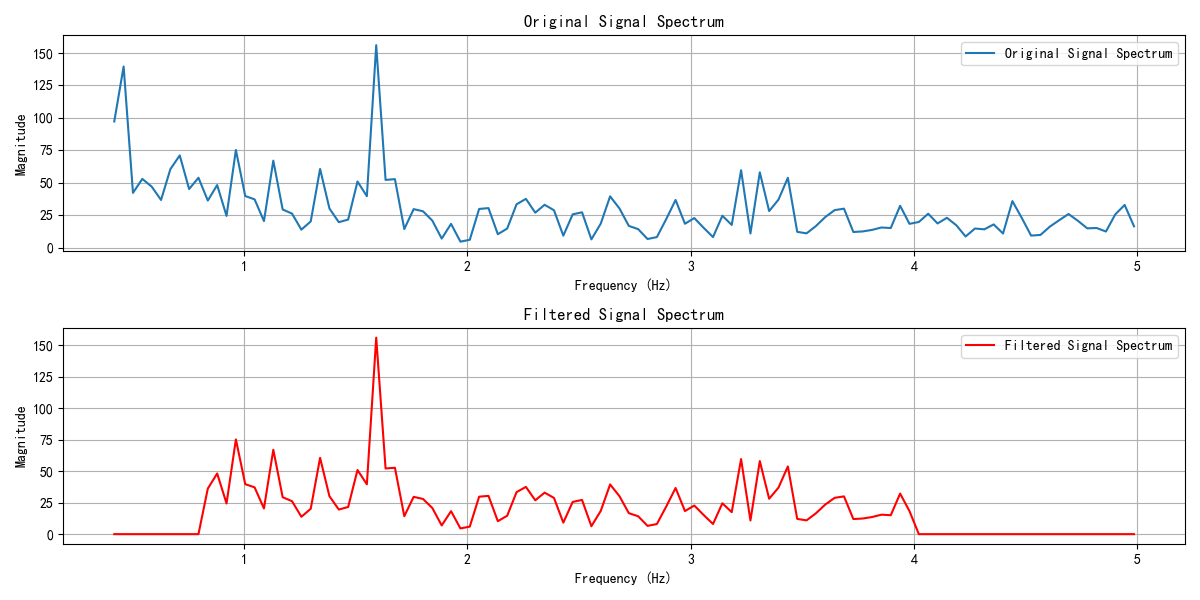 Original Signal Spectrum
150
125
100
75
50
25
0
Magnitude
Original Signal Spectrum
1 2 3 4 5
Frequency (Hz)
Filtered Signal Spectrum
150
125
100
75
50
25
0
Magnitude
Filtered Signal Spectrum
1 2 3 4 5
Frequency (Hz)